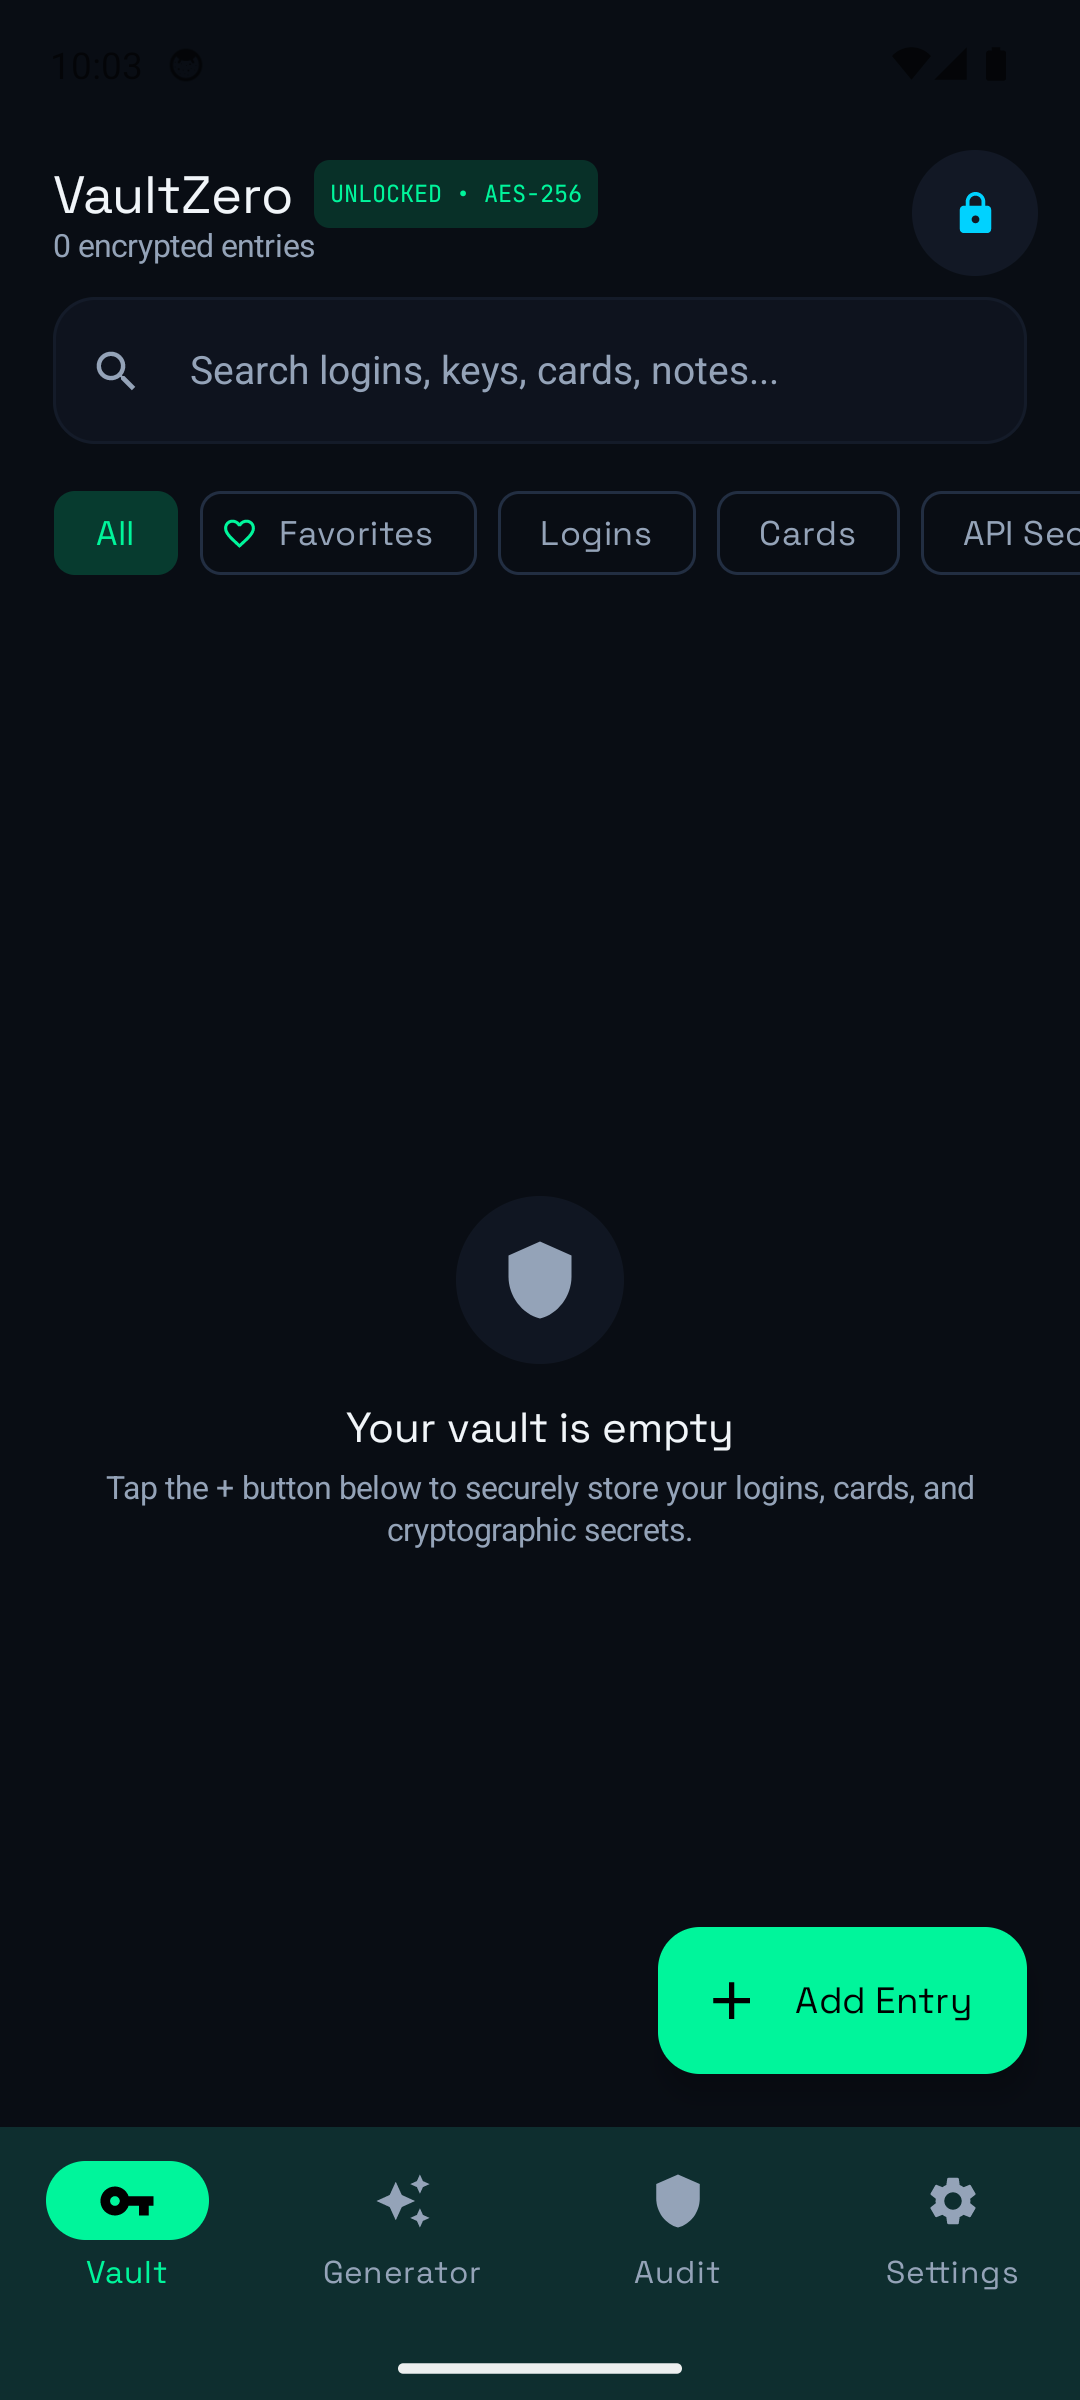 10:03
VaultZero
UNLOCKED • AES-256
0 encrypted entries
Search logins, keys, cards, notes...
All
Favorites
Logins
Cards
API Sec
Your vault is empty
Tap the + button below to securely store your logins, cards, and
cryptographic secrets.
Add Entry
Vault
Generator
Audit
Settings